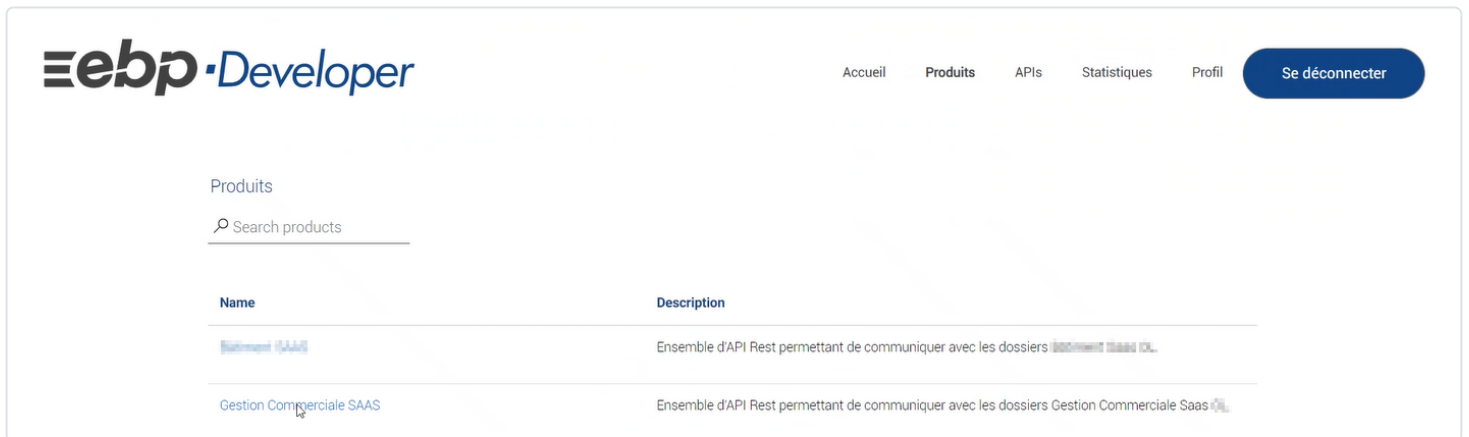 ebp·Developer
Accueil Produits APIs Statistiques Profil Se déconnecter
Produits
Search products
Name Description
Ensemble d'API Rest permettant de communiquer avec les dossiers
Gestion Commerciale SAAS Ensemble d'API Rest permettant de communiquer avec les dossiers Gestion Commerciale Saas